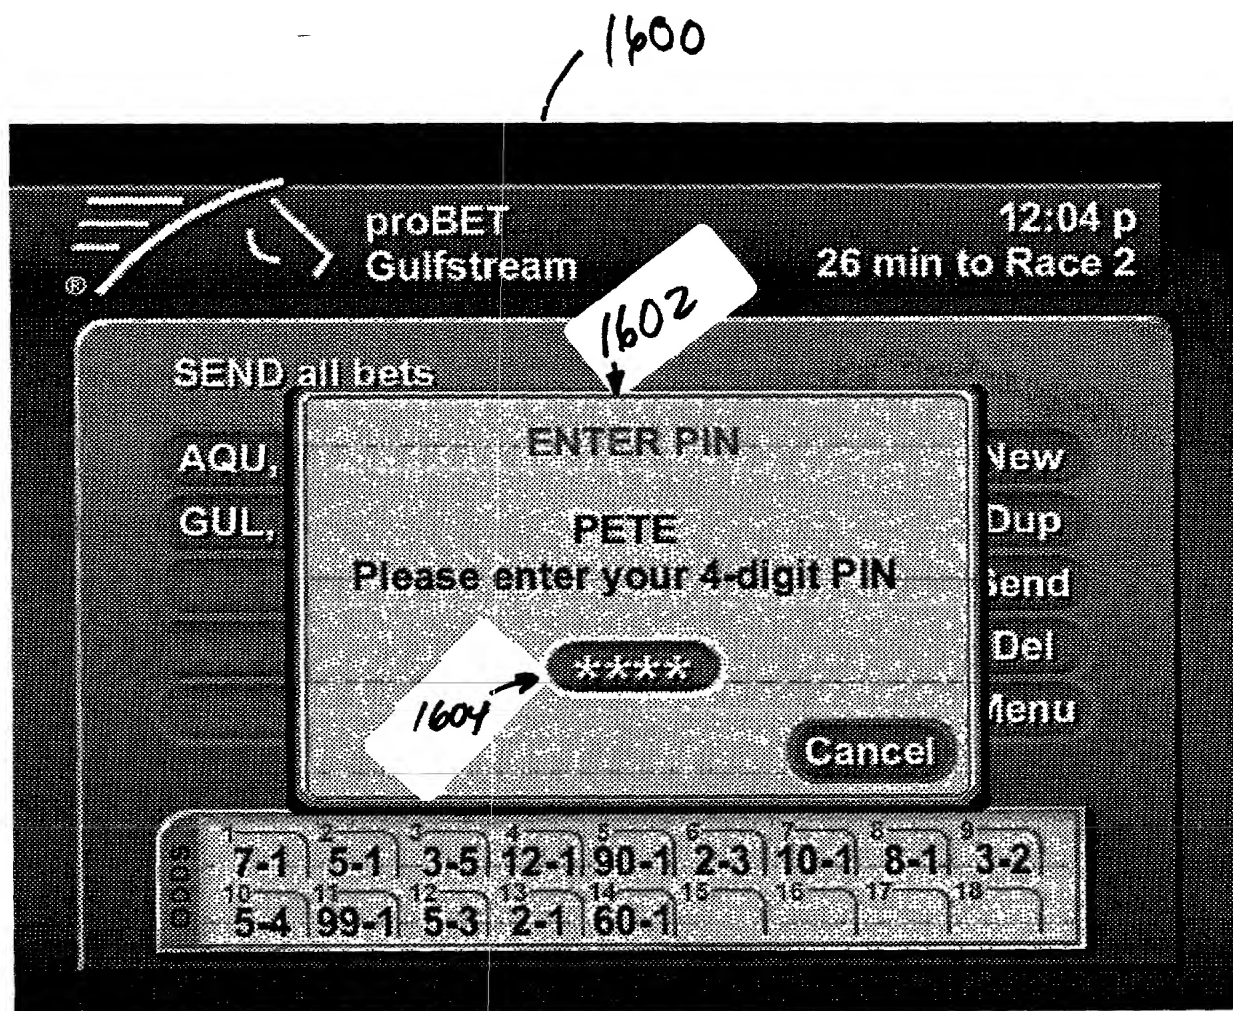 1600
®
proBET
Gulfstream
12:04 p
26 min to Race 2
1602
SEND all bets
ENTER PIN
AQU,
New
GUL,
PETE
Dup
Please enter your 4-digit PIN
Send
****
Del
1604
Menu
Cancel
ODDS
1 2 3 4 5 6 7 8 9
7-1 5-1 3-5 12-1 90-1 2-3 10-1 8-1 3-2
10 11 12 13 14 15 16 17 18
5-4 99-1 5-3 2-1 60-1